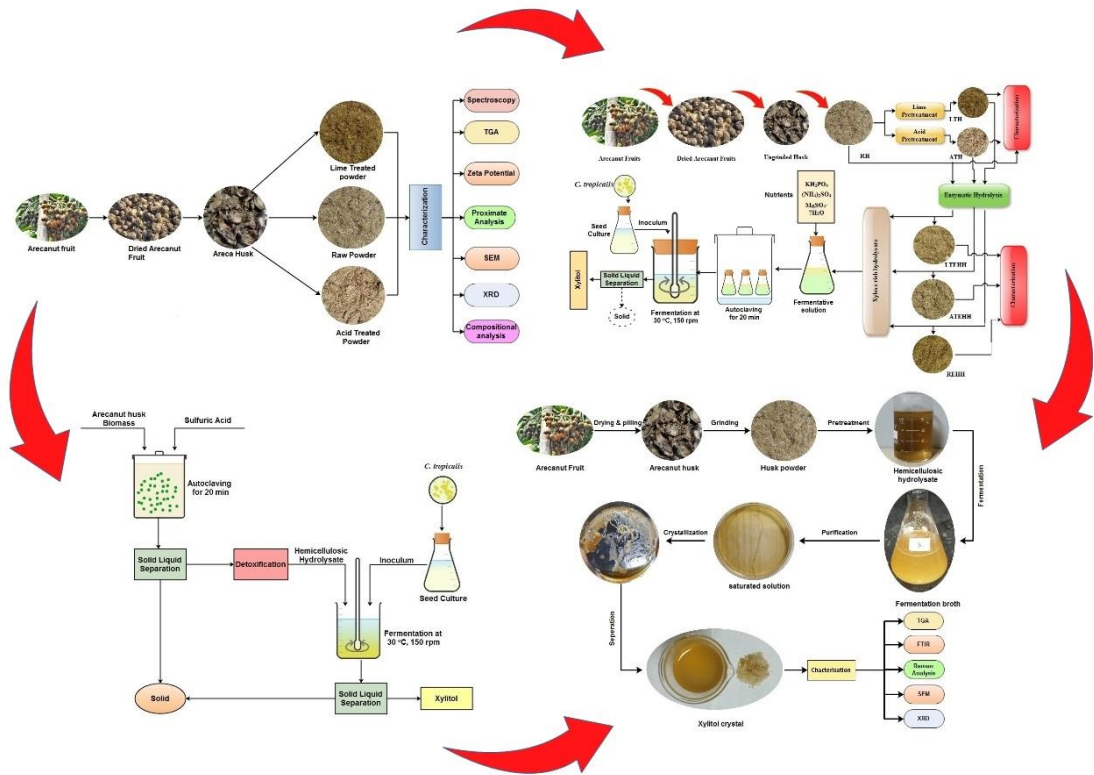 Spectroscopy
TGA
Zeta Potential
Proximate
Analysis
SEM
XRD
Compositional
analysis
Characterization
Lime Treated
powder
Raw Powder
Acid Treated
Powder
Arecanut fruit
Dried Arecanut
Fruit
Areca Husk
Arecanut Fruits
Dried Arecanut Fruits
Ungrinded Husk
RH
Lime
Pretreatment
LTH
Acid
Pretreatment
ATH
Characterization
Enzymatic Hydrolysis
LTEHH
ATEHH
REHH
Characterization
Xylose rich hydrolysate
Nutrients
KH₂PO₄
(NH₄)₂SO₄
MgSO₄·
7H₂O
Fermentative
solution
Autoclaving
for 20 min
C. tropicalis
Inoculum
Seed
Culture
Fermentation at
30 °C, 150 rpm
Solid Liquid
Separation
Solid
Xylitol
Arecanut husk
Biomass
Sulfuric Acid
Autoclaving
for 20 min
Solid Liquid
Separation
Detoxification
Hemicellulosic
Hydrolysate
Inoculum
C. tropicalis
Seed Culture
Fermentation at
30 °C, 150 rpm
Solid
Solid Liquid
Separation
Xylitol
Arecanut Fruit
Drying & pilling
Arecanut husk
Grinding
Husk powder
Pretreatment
Hemicellulosic
hydrolysate
Fermentation
Fermentation broth
Purification
saturated solution
Crystallization
Seperation
Xylitol crystal
Chacterization
TGA
FTIR
Raman
Analysis
SEM
XRD